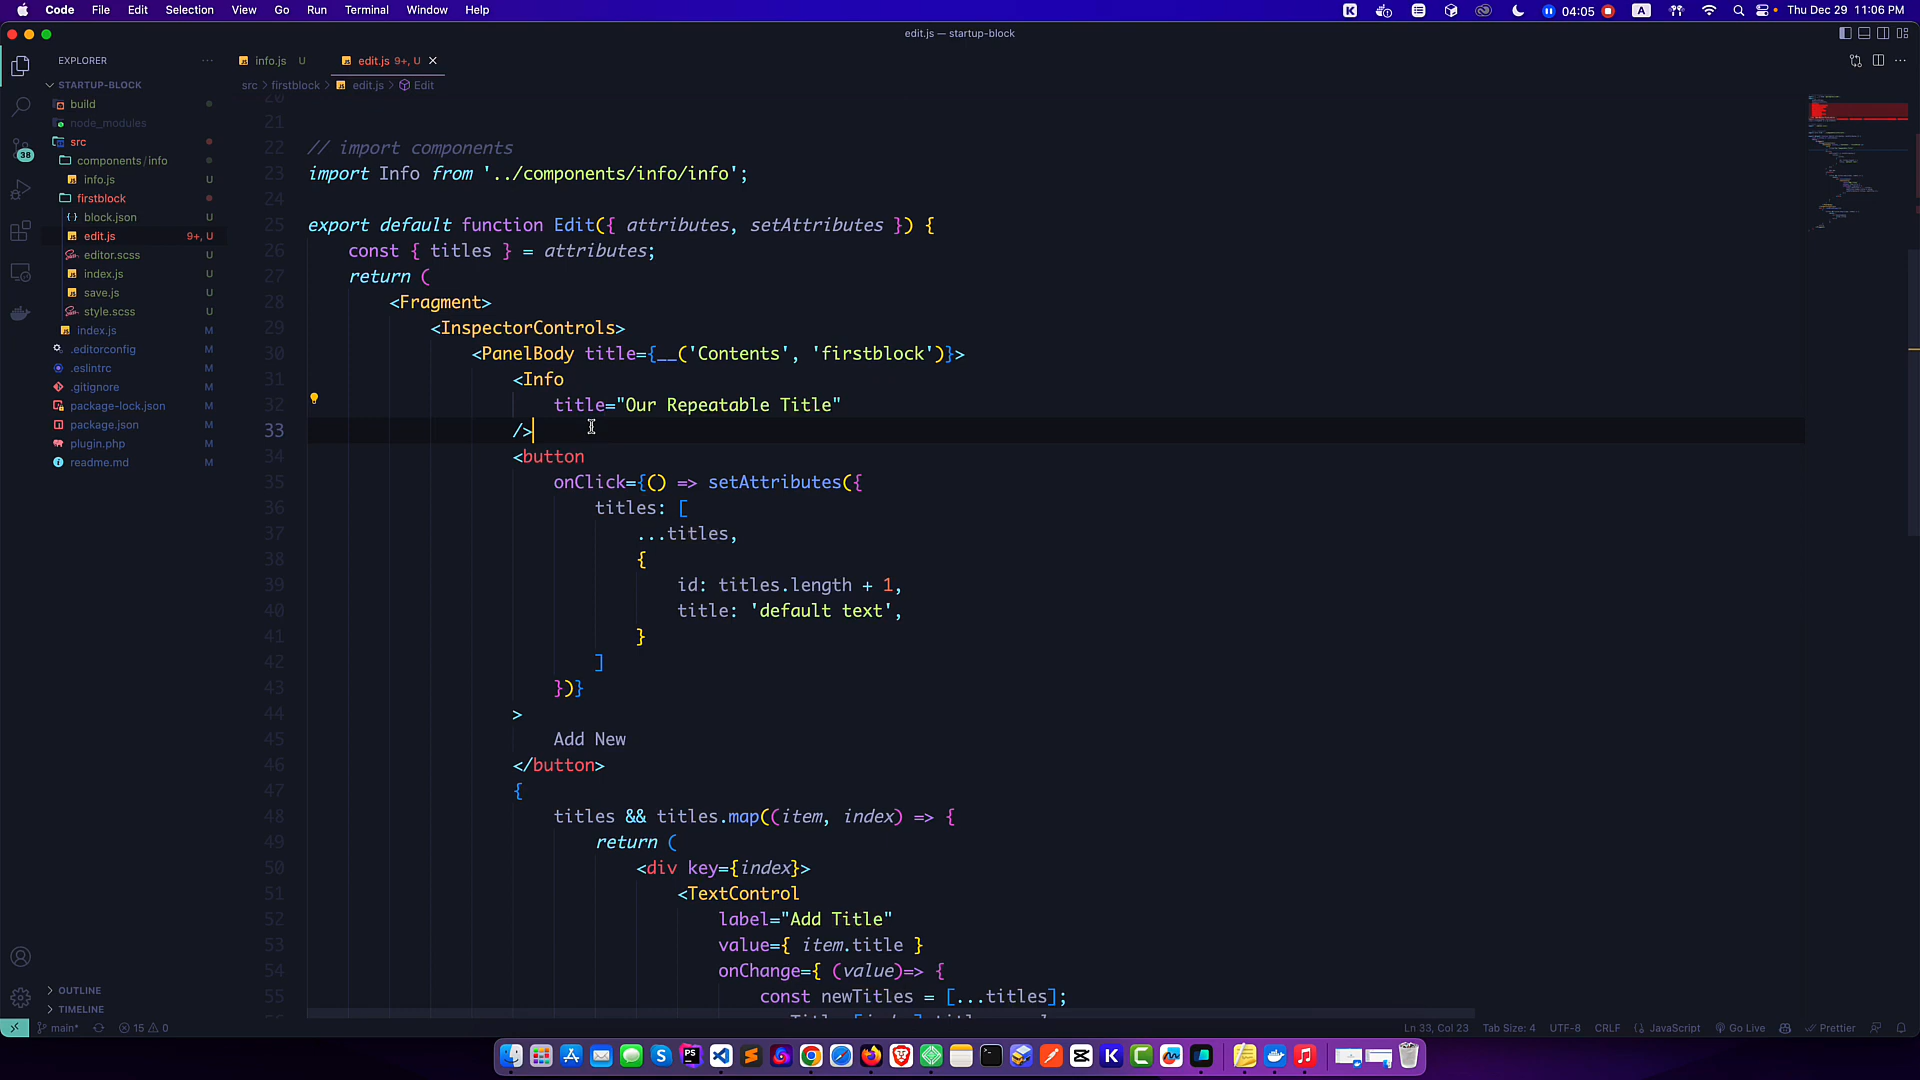 Code File Edit Selection View Go Run Terminal Window Help
04:05 A Thu Dec 29 11:06 PM
edit.js — startup-block
EXPLORER
info.js U
edit.js 9+, U
STARTUP-BLOCK
src > firstblock > edit.js > Edit
build
node_modules
src
components/info U
info.js U
firstblock
block.json U
edit.js 9+, U
editor.scss U
index.js U
save.js U
style.scss U
index.js M
.editorconfig M
.eslintrc M
.gitignore M
package-lock.json M
package.json M
plugin.php M
readme.md M
38
OUTLINE
TIMELINE
21
22 // import components
23 import Info from '../components/info/info';
24
25 export default function Edit({ attributes, setAttributes }) {
26 const { titles } = attributes;
27 return (
28 <Fragment>
29 <InspectorControls>
30 <PanelBody title={__('Contents', 'firstblock')}>
31 <Info
32 title="Our Repeatable Title"
33 />
34 <button
35 onClick={() => setAttributes({
36 titles: [
37 ...titles,
38 {
39 id: titles.length + 1,
40 title: 'default text',
41 }
42 ]
43 })}
44 >
45 Add New
46 </button>
47 {
48 titles && titles.map((item, index) => {
49 return (
50 <div key={index}>
51 <TextControl
52 label="Add Title"
53 value={ item.title }
54 onChange={ (value)=> {
55 const newTitles = [...titles];
main* 15 0 Ln 33, Col 23 Tab Size: 4 UTF-8 CRLF JavaScript Go Live Prettier